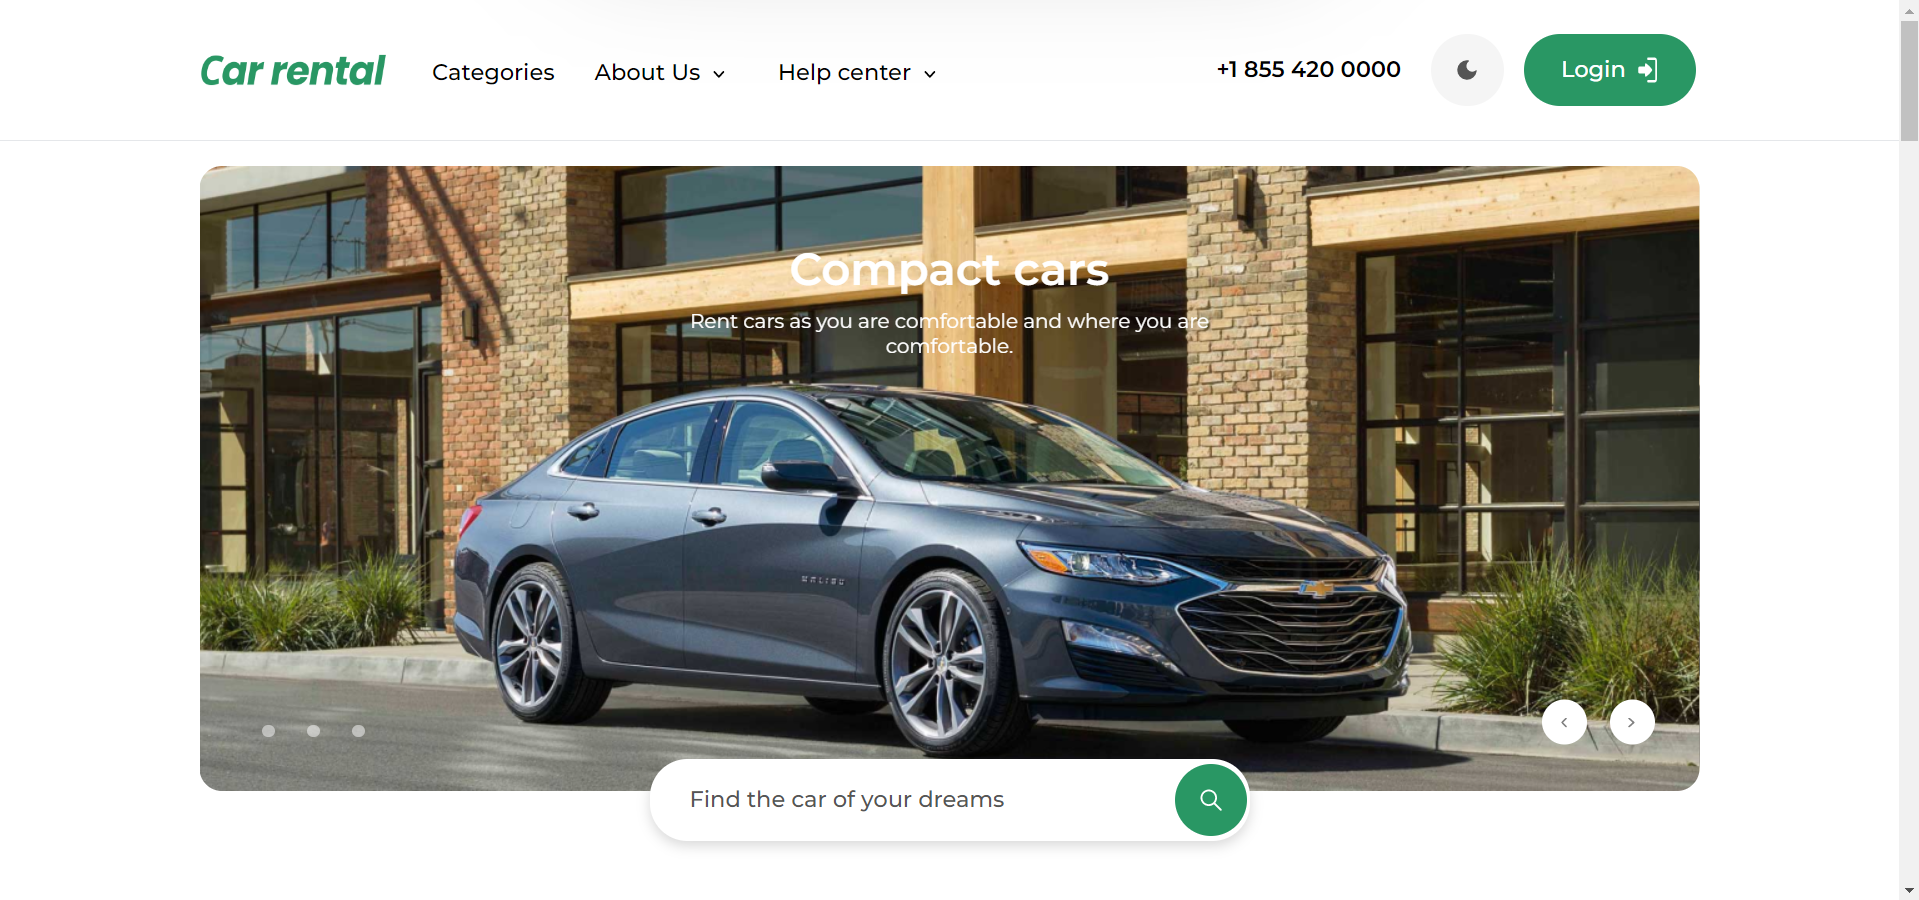 Car rental
Categories
About Us
Help center
+1 855 420 0000
Login
Compact cars
Rent cars as you are comfortable and where you are
comfortable.
MALIBU
Find the car of your dreams